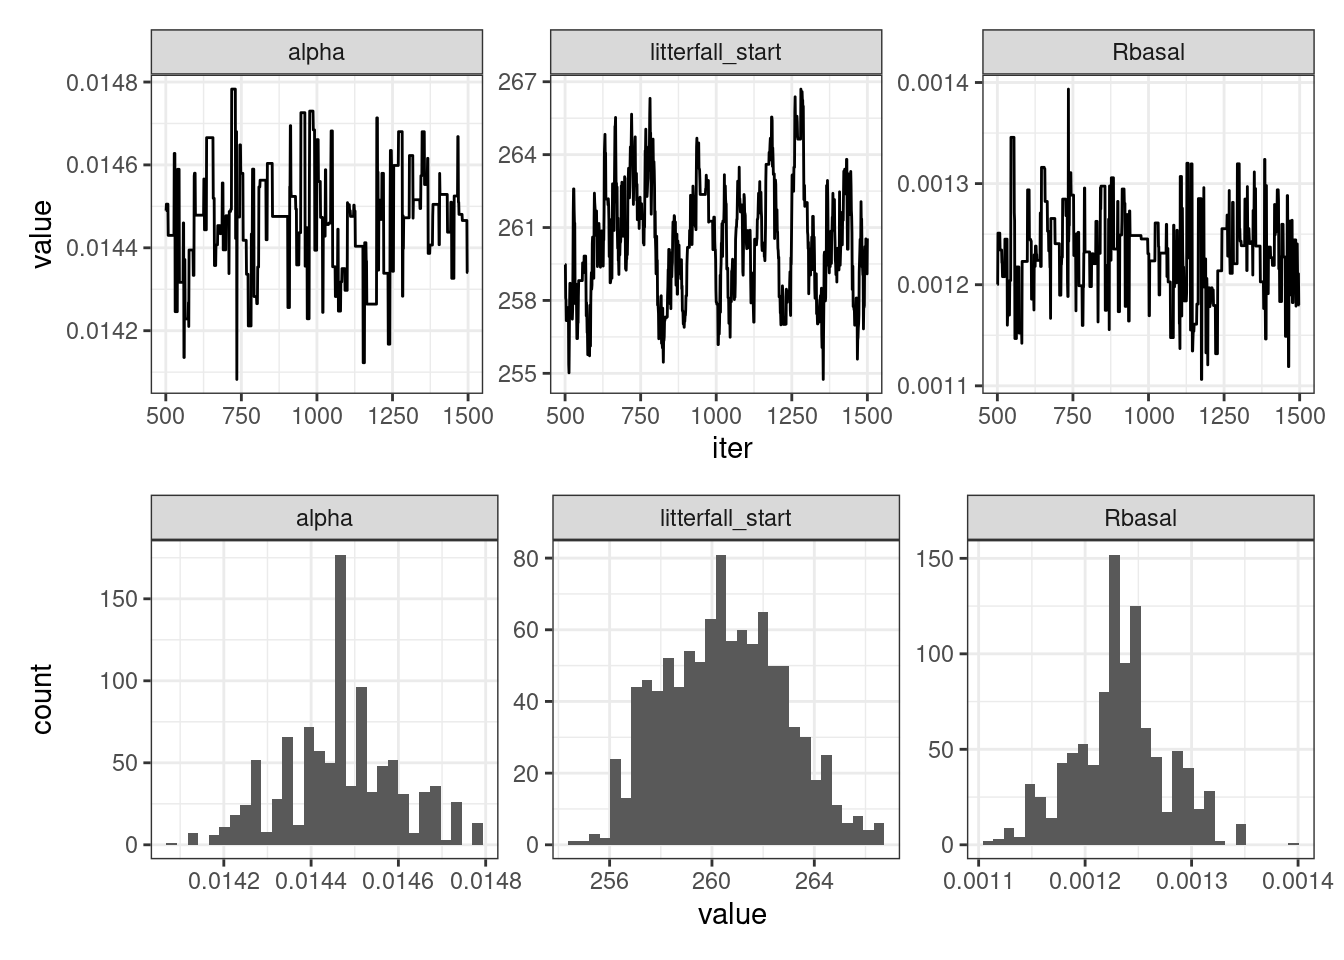 alpha litterfall_start Rbasal
0.0148 267 0.0014
0.0146 264 0.0013
0.0144 261 0.0012
0.0142 258 0.0011
255
value
500 750 1000 1250 1500 500 750 1000 1250 1500 500 750 1000 1250 1500
iter
alpha litterfall_start Rbasal
150 80 150
100 60 100
50 40 50
0 20 0
0
count
0.0142 0.0144 0.0146 0.0148 256 260 264 0.0011 0.0012 0.0013 0.0014
value